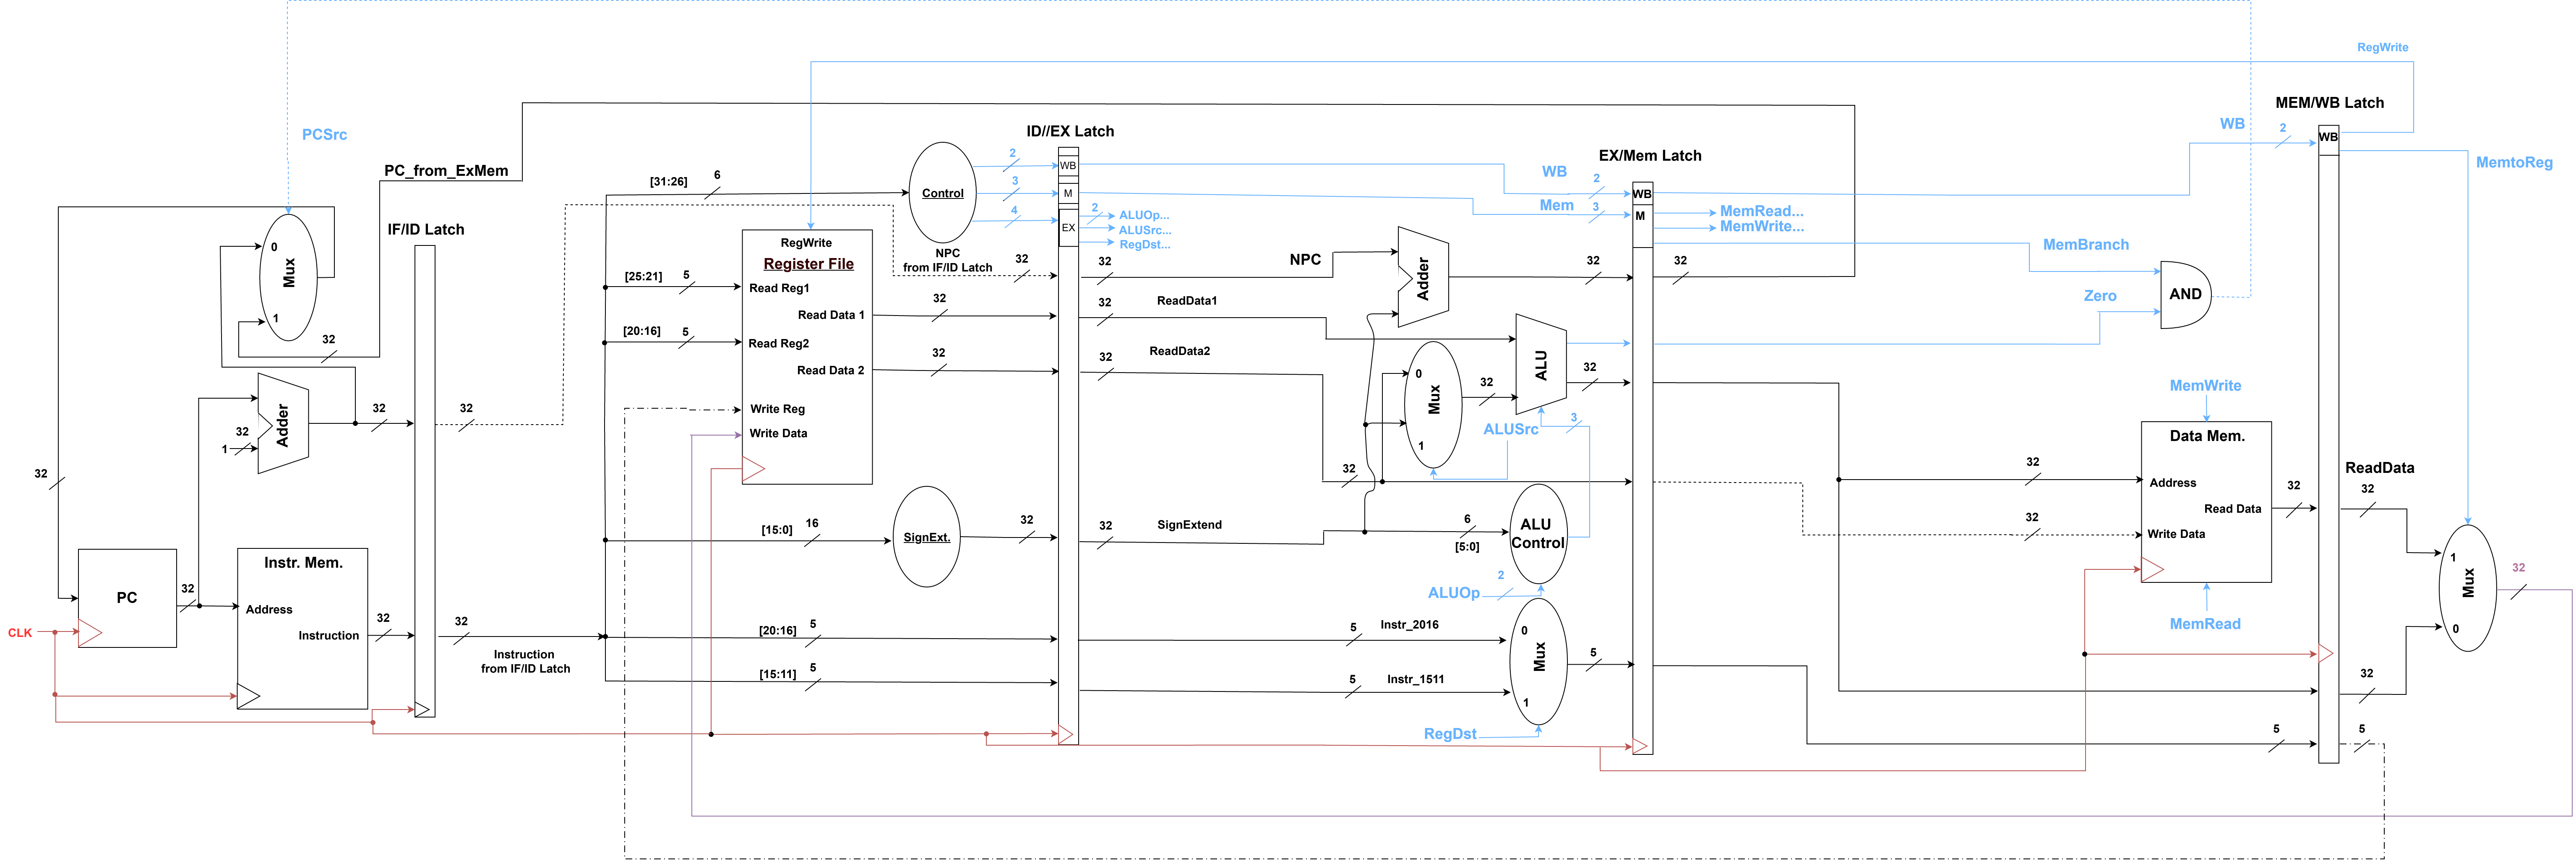 RegWrite
MEM/WB Latch
WB
2
WB
PCSrc
ID//EX Latch
PC_from_ExMem
EX/Mem Latch
MemtoReg
2
WB
WB
2
WB
[31:26]
6
Control
3
M
Mem
3
M
MemRead...
MemWrite...
4
EX
2
ALUOp...
ALUSrc...
RegDst...
IF/ID Latch
0
Mux
1
32
RegWrite
Register File
[25:21]
5
Read Reg1
Read Data 1
[20:16]
5
Read Reg2
Read Data 2
Write Reg
Write Data
NPC
from IF/ID Latch
32
32
NPC
Adder
32
32
MemBranch
Zero
AND
32
32
ReadData1
32
32
ReadData2
ALU
32
0
Mux
1
32
ALUSrc
3
32
Adder
32
1
32
32
MemWrite
Data Mem.
Address
Read Data
Write Data
MemRead
32
32
32
ReadData
32
32
32
[15:0]
16
SignExt.
32
32
SignExtend
6
[5:0]
ALU
Control
2
ALUOp
PC
32
Instr. Mem.
Address
Instruction
32
CLK
32
Instruction
from IF/ID Latch
[20:16]
5
[15:11]
5
5
Instr_2016
5
Instr_1511
0
Mux
1
5
RegDst
1
Mux
0
32
32
5
5